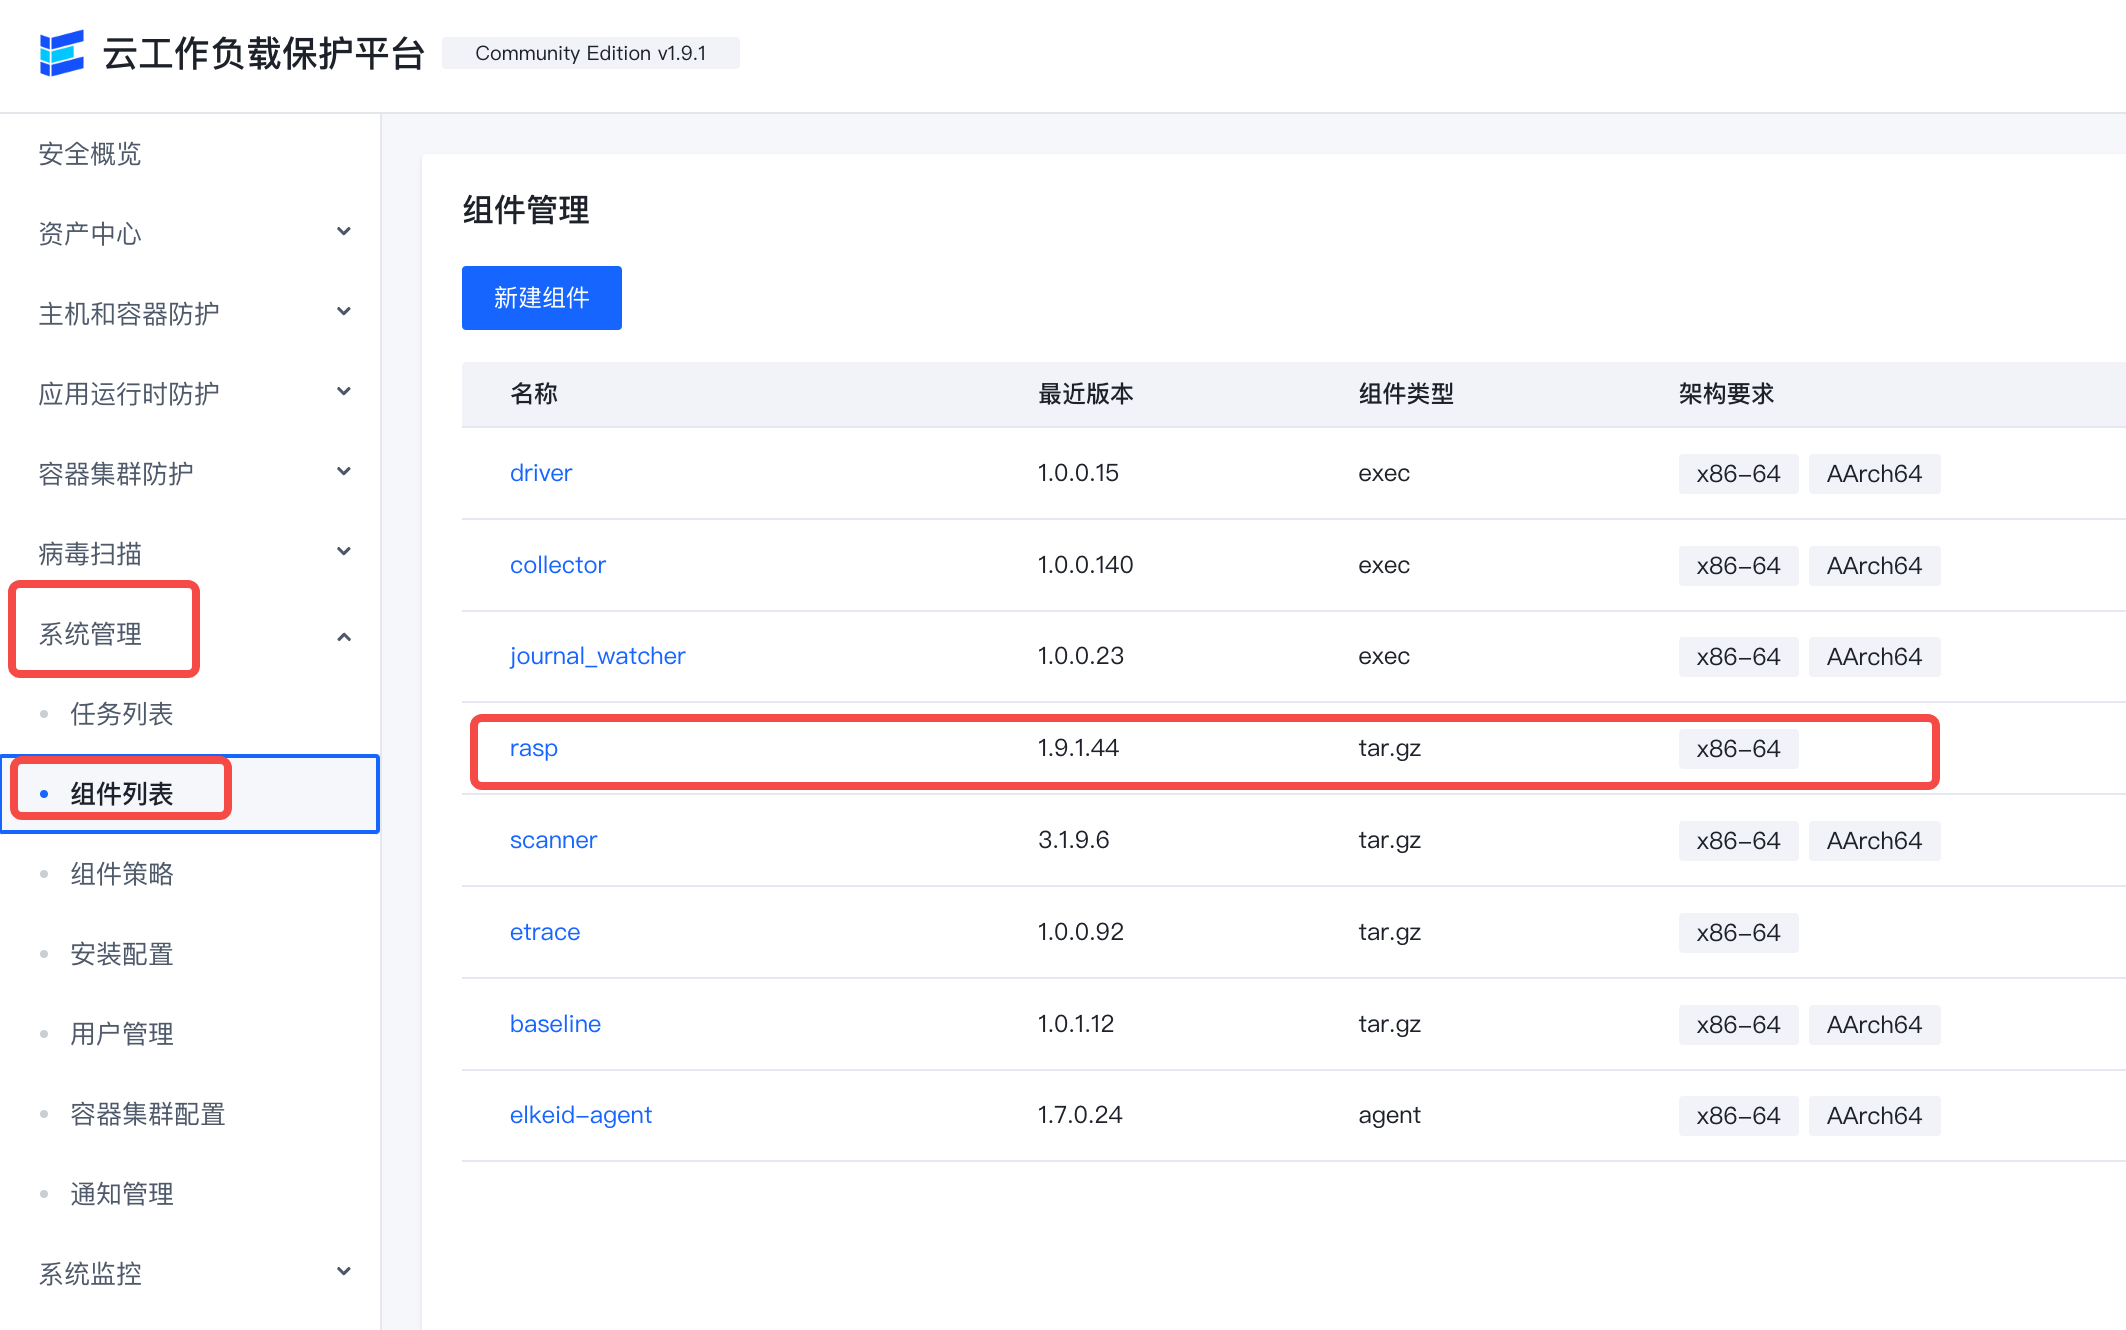 云工作负载保护平台 Community Edition v1.9.1
安全概览
资产中心
主机和容器防护
应用运行时防护
容器集群防护
病毒扫描
系统管理
任务列表
组件列表
组件策略
安装配置
用户管理
容器集群配置
通知管理
系统监控
组件管理
新建组件
名称 最近版本 组件类型 架构要求
driver 1.0.0.15 exec x86-64 AArch64
collector 1.0.0.140 exec x86-64 AArch64
journal_watcher 1.0.0.23 exec x86-64 AArch64
rasp 1.9.1.44 tar.gz x86-64
scanner 3.1.9.6 tar.gz x86-64 AArch64
etrace 1.0.0.92 tar.gz x86-64
baseline 1.0.1.12 tar.gz x86-64 AArch64
elkeid-agent 1.7.0.24 agent x86-64 AArch64